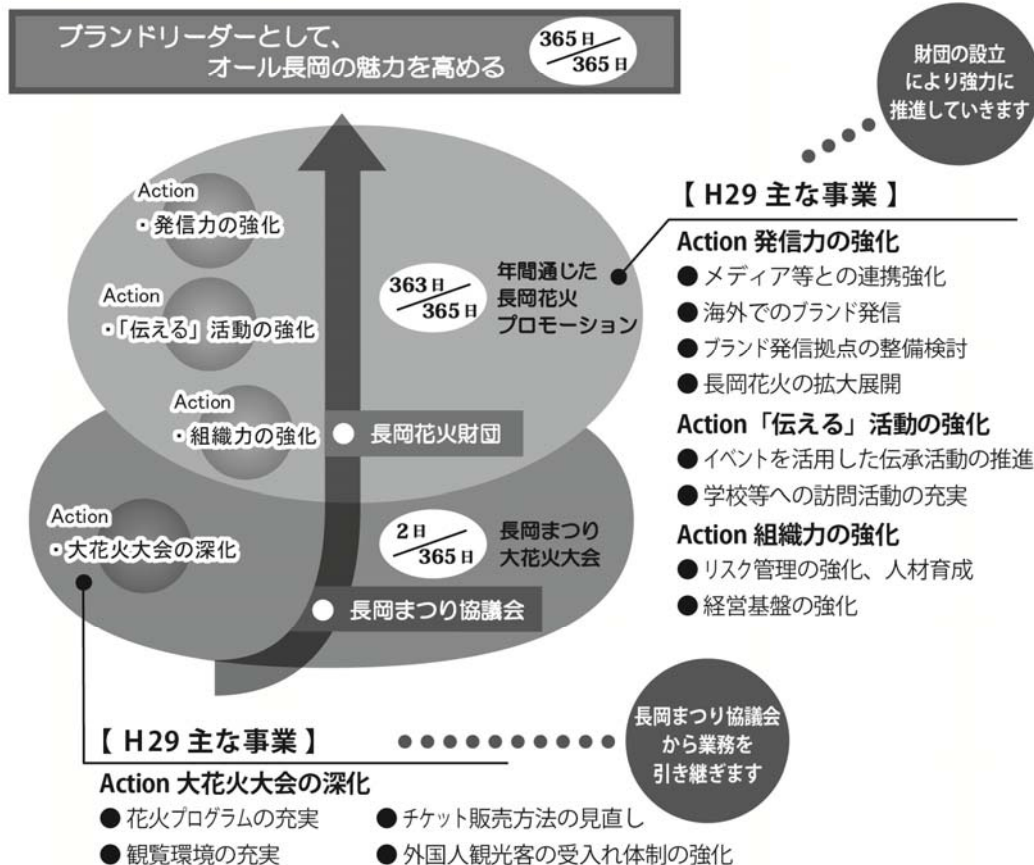 ブランドリーダーとして、
オール長岡の魅力を高める
365日
365日
財団の設立
により強力に
推進していきます
Action
・発信力の強化
Action
・「伝える」活動の強化
Action
・組織力の強化
363日
365日
年間通じた
長岡花火
プロモーション
長岡花火財団
Action
・大花火大会の深化
2日
365日
長岡まつり
大花火大会
長岡まつり協議会
【 H29 主な事業 】
Action 発信力の強化
● メディア等との連携強化
● 海外でのブランド発信
● ブランド発信拠点の整備検討
● 長岡花火の拡大展開
Action 「伝える」活動の強化
● イベントを活用した伝承活動の推進
● 学校等への訪問活動の充実
Action 組織力の強化
● リスク管理の強化、人材育成
● 経営基盤の強化
長岡まつり協議会
から業務を
引き継ぎます
【 H29 主な事業 】
Action 大花火大会の深化
● 花火プログラムの充実
● チケット販売方法の見直し
● 観覧環境の充実
● 外国人観光客の受入れ体制の強化